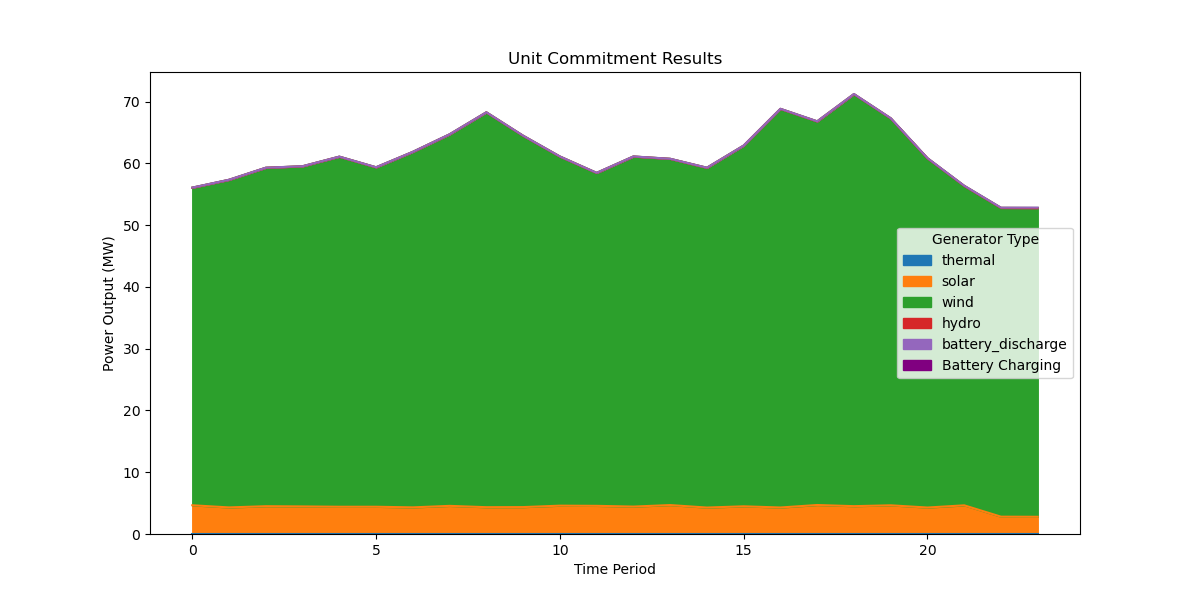 Unit Commitment Results
Power Output (MW)
70
60
50
40
30
20
10
0
Generator Type
thermal
solar
wind
hydro
battery_discharge
Battery Charging
0 5 10 15 20
Time Period